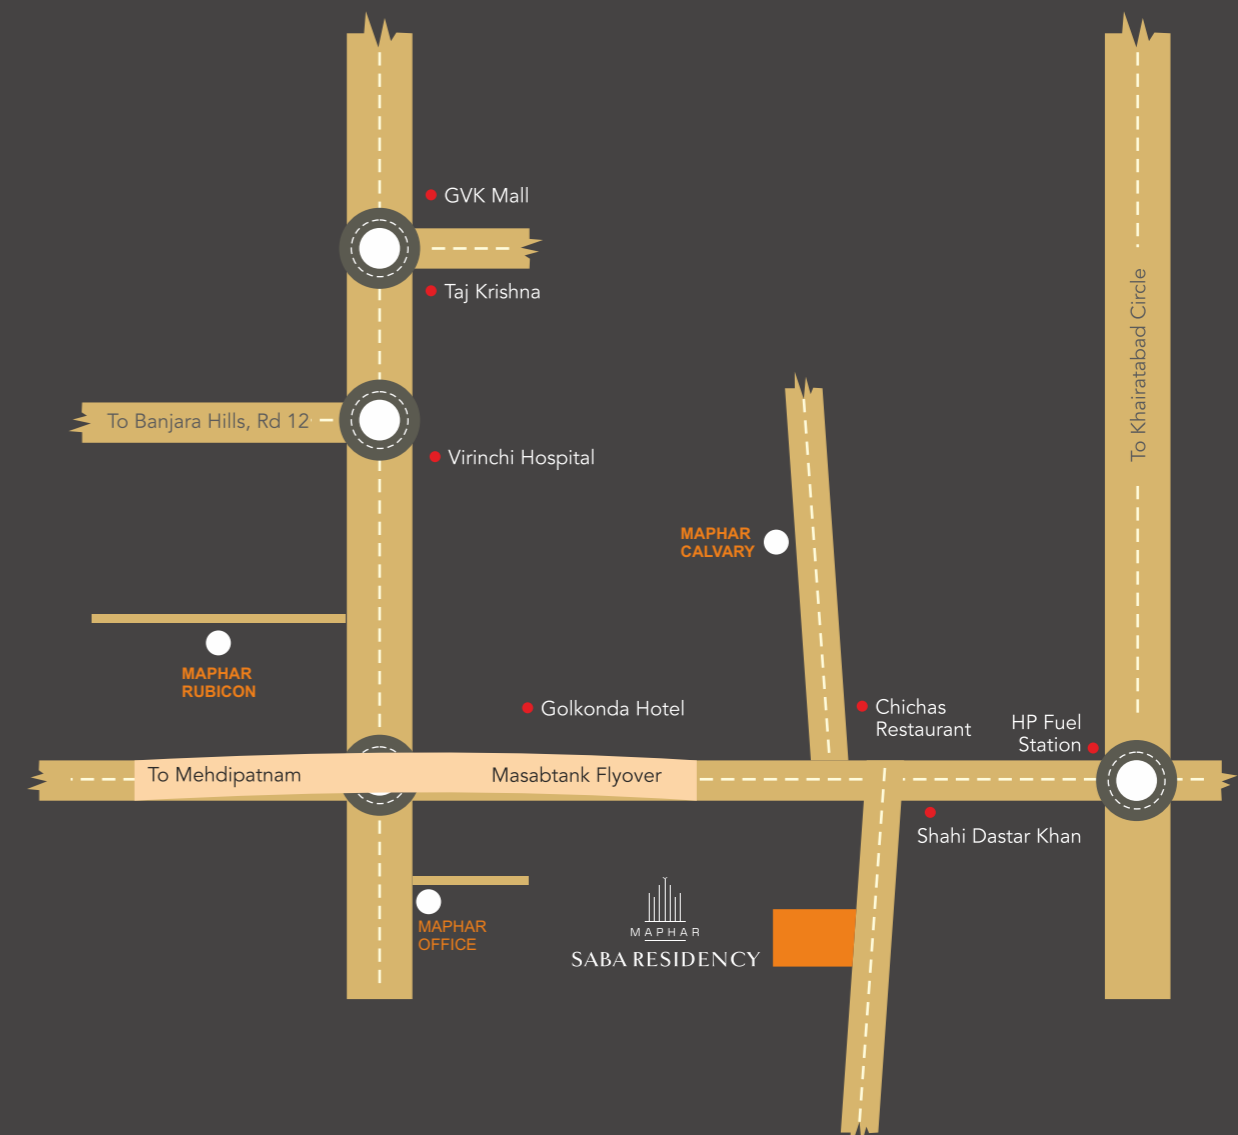 GVK Mall
Taj Krishna
To Banjara Hills, Rd 12
Virinchi Hospital
To Khairatabad Circle
MAPHAR
CALVARY
MAPHAR
RUBICON
Golkonda Hotel
Chichas
Restaurant
HP Fuel
Station
To Mehdipatnam
Masabtank Flyover
Shahi Dastar Khan
MAPHAR
OFFICE
MAPHAR
SABA RESIDENCY